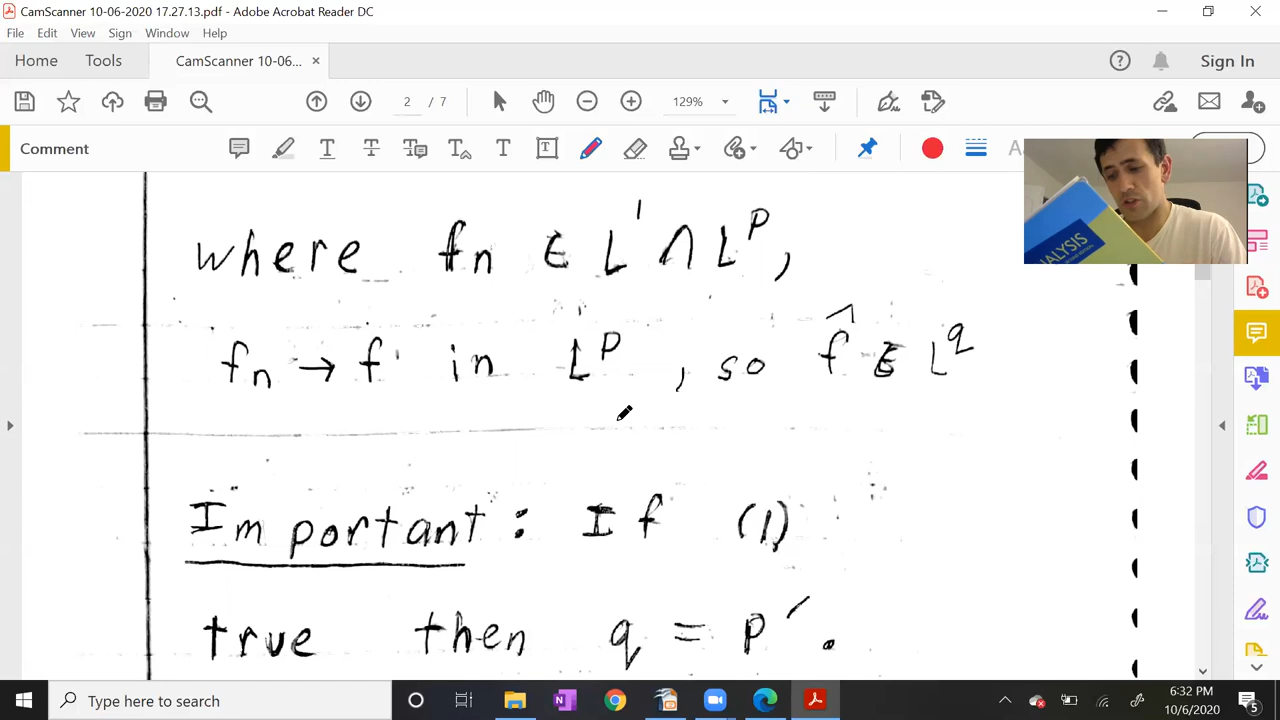 CamScanner 10-06-2020 17.27.13.pdf - Adobe Acrobat Reader DC
File Edit View Sign Window Help
Home Tools CamScanner 10-06... × Sign In
2 / 7 129%
Comment
where fn ∈ L¹ ∩ Lᵖ,
ANALYSIS
fn → f in Lᵖ, so f̂ ∈ L^q
Important: If (1)
true then q = p′.
Type here to search
6:32 PM
10/6/2020
5